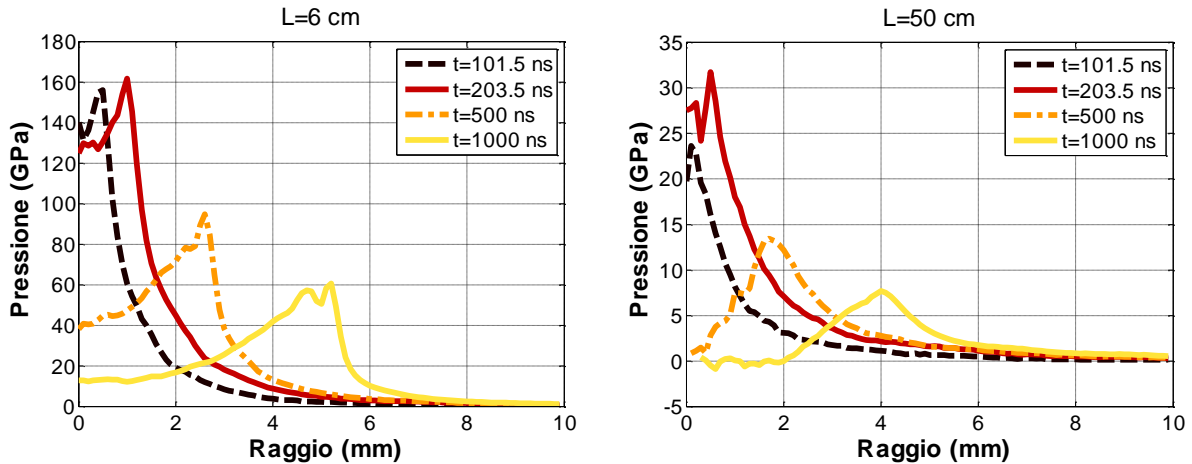 L=6 cm
180
160
140
120
100
80
60
40
20
0
Pressione (GPa)
0 2 4 6 8 10
Raggio (mm)
t=101.5 ns
t=203.5 ns
t=500 ns
t=1000 ns
L=50 cm
35
30
25
20
15
10
5
0
-5
Pressione (GPa)
0 2 4 6 8 10
Raggio (mm)
t=101.5 ns
t=203.5 ns
t=500 ns
t=1000 ns